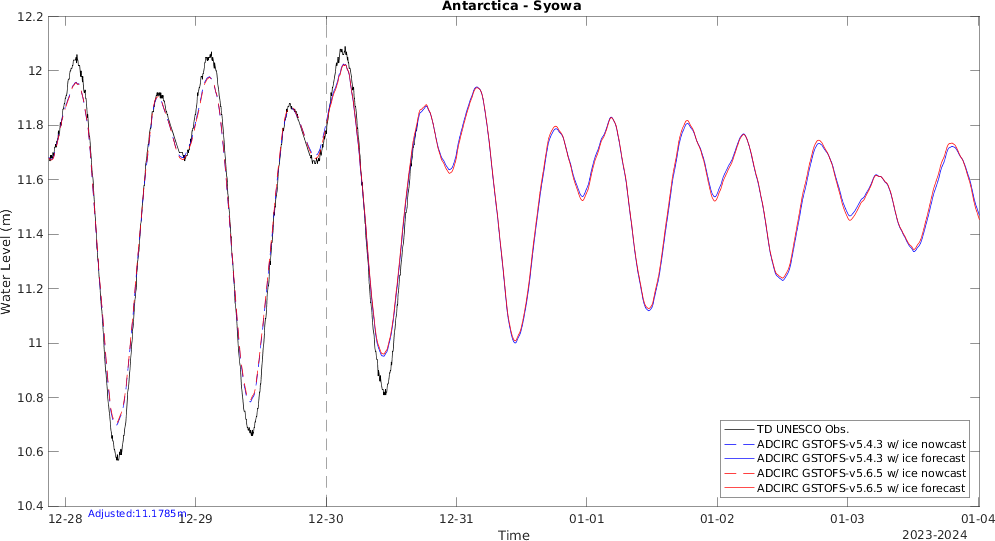 Antarctica - Syowa
12.2
12
11.8
11.6
11.4
11.2
11
10.8
10.6
10.4
Water Level (m)
TD UNESCO Obs.
ADCIRC GSTOFS-v5.4.3 w/ ice nowcast
ADCIRC GSTOFS-v5.4.3 w/ ice forecast
ADCIRC GSTOFS-v5.6.5 w/ ice nowcast
ADCIRC GSTOFS-v5.6.5 w/ ice forecast
Adjusted:11.1785m
12-28 12-29 12-30 12-31 01-01 01-02 01-03 01-04
Time
2023-2024